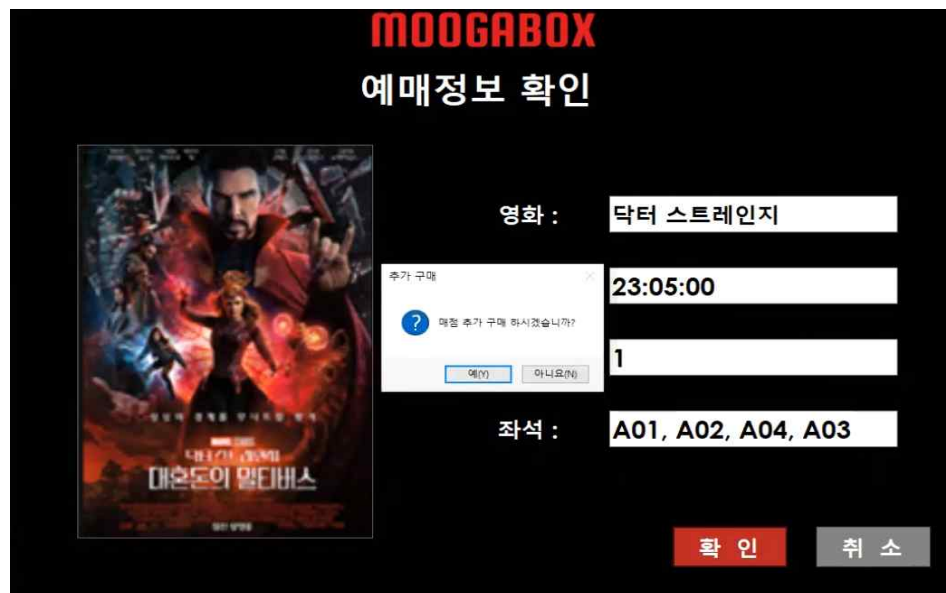 MOOGABOX
예매정보 확인
영화 : 닥터 스트레인지
추가 구매
23:05:00
매점 추가 구매 하시겠습니까?
1
예(Y) 아니요(N)
좌석 : A01, A02, A04, A03
대혼돈의 멀티버스
확 인 취 소